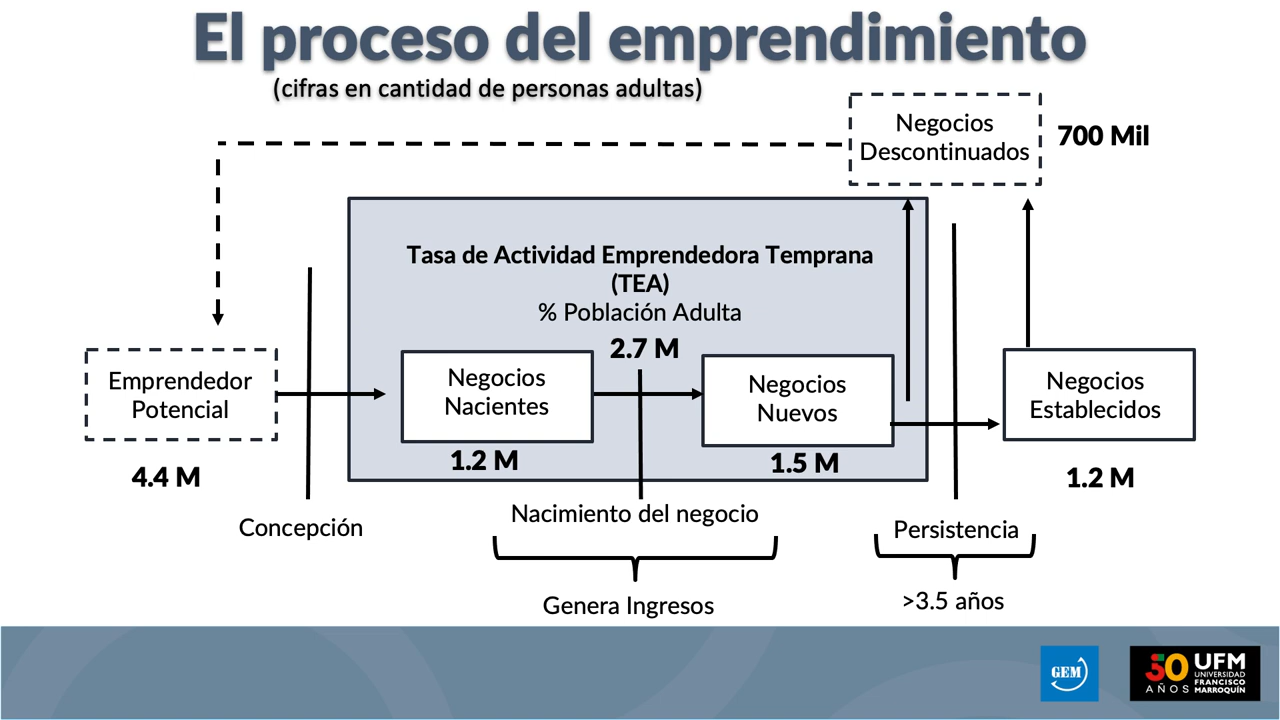 El proceso del emprendimiento
(cifras en cantidad de personas adultas)
Negocios
Descontinuados
700 Mil
Tasa de Actividad Emprendedora Temprana
(TEA)
% Población Adulta
2.7 M
Emprendedor
Potencial
4.4 M
Negocios
Nacientes
1.2 M
Negocios
Nuevos
1.5 M
Negocios
Establecidos
1.2 M
Concepción
Nacimiento del negocio
Persistencia
Genera Ingresos
>3.5 años
GEM
50
AÑOS
UFM
UNIVERSIDAD
FRANCISCO
MARROQUÍN